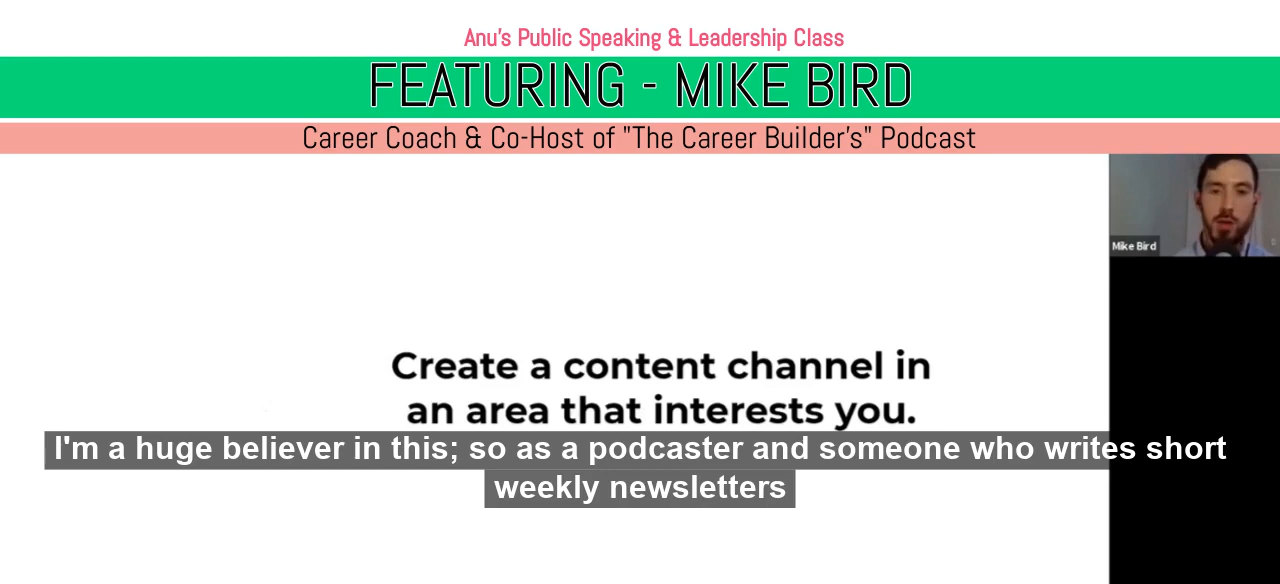 Anu's Public Speaking & Leadership Class
FEATURING - MIKE BIRD
Career Coach & Co-Host of "The Career Builder's" Podcast
Mike Bird
Create a content channel in
an area that interests you.
I'm a huge believer in this; so as a podcaster and someone who writes short
weekly newsletters